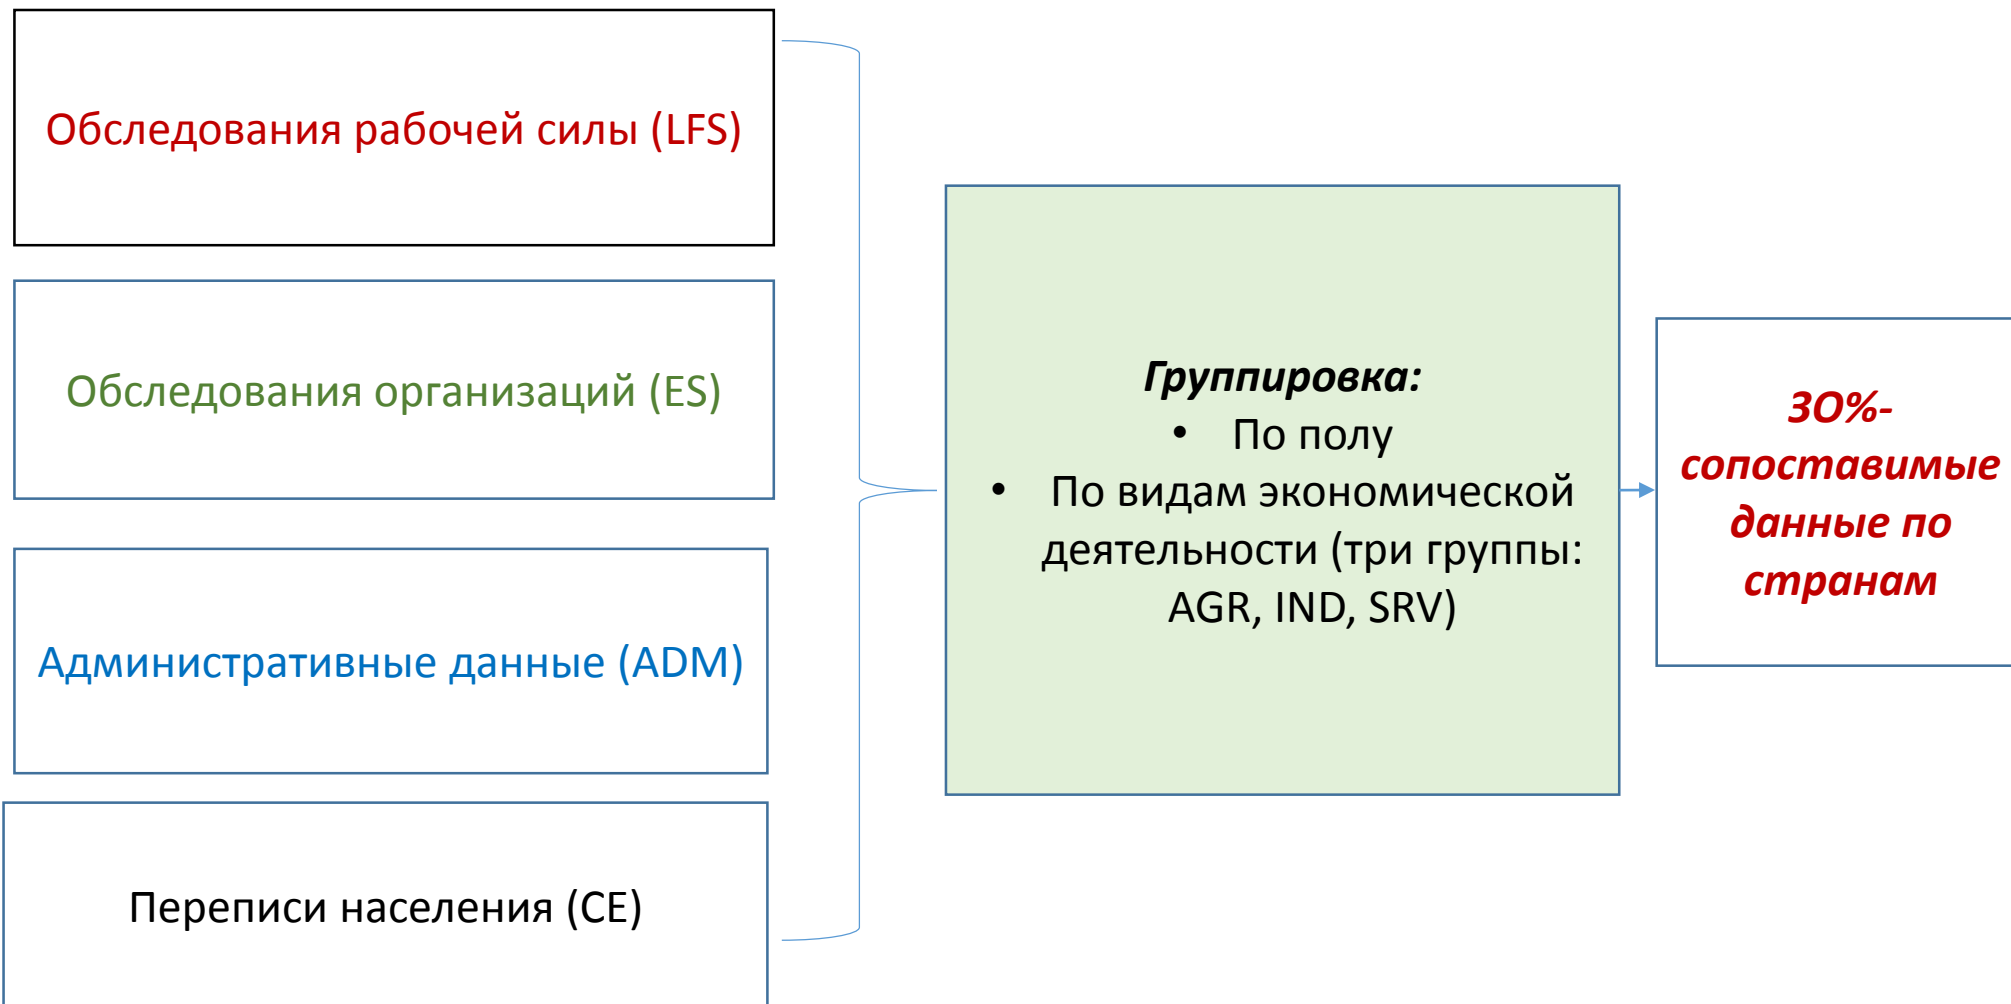 Обследования рабочей силы (LFS)
Обследования организаций (ES)
Административные данные (ADM)
Переписи населения (CE)
Группировка:
• По полу
• По видам экономической
деятельности (три группы:
AGR, IND, SRV)
ЗО%-
сопоставимые
данные по
странам